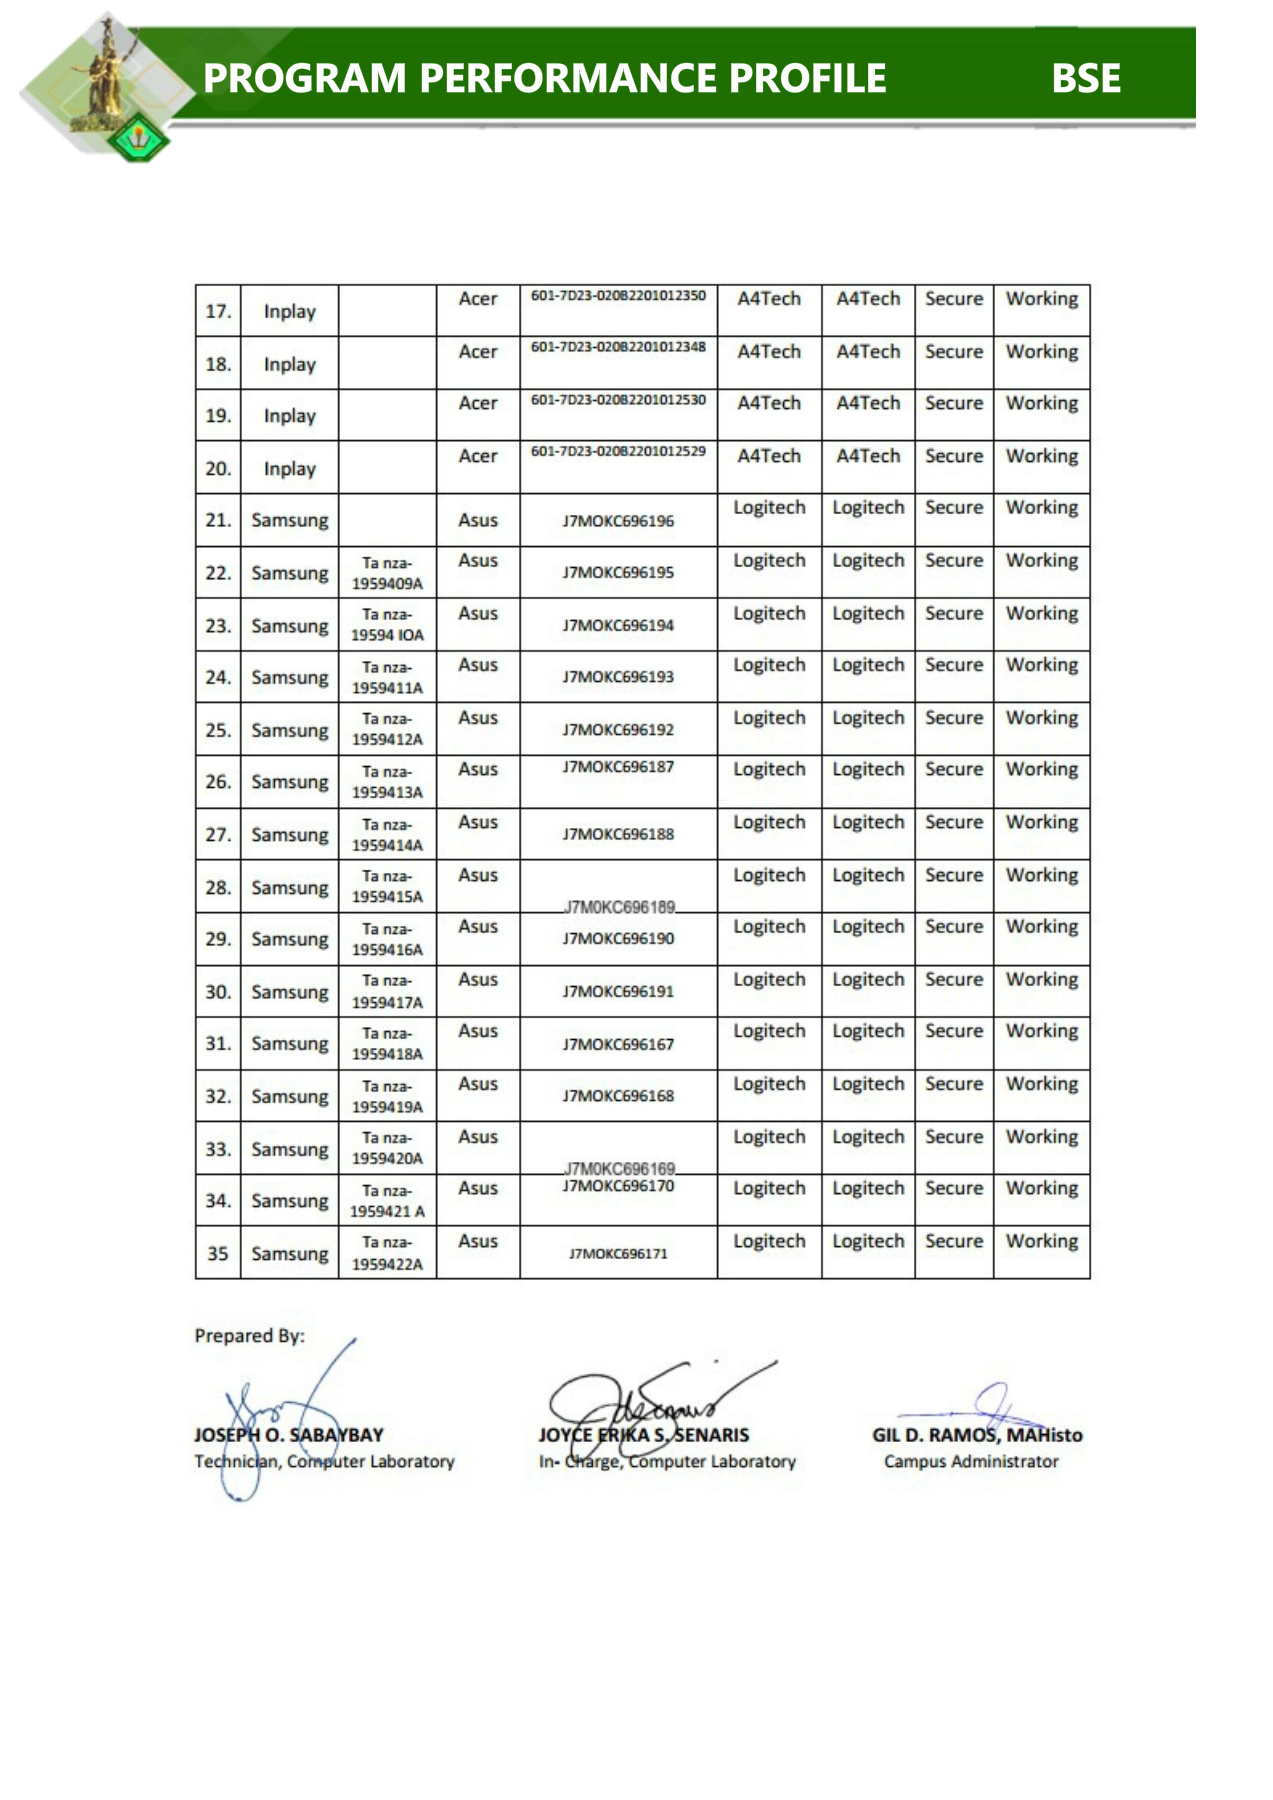 PROGRAM PERFORMANCE PROFILE BSE
17. Inplay Acer 601-7D23-020B2201012350 A4Tech A4Tech Secure Working
18. Inplay Acer 601-7D23-020B2201012348 A4Tech A4Tech Secure Working
19. Inplay Acer 601-7D23-020B2201012530 A4Tech A4Tech Secure Working
20. Inplay Acer 601-7D23-020B2201012529 A4Tech A4Tech Secure Working
21. Samsung Asus J7MOKC696196 Logitech Logitech Secure Working
22. Samsung Ta nza-
1959409A Asus J7MOKC696195 Logitech Logitech Secure Working
23. Samsung Ta nza-
19594 IOA Asus J7MOKC696194 Logitech Logitech Secure Working
24. Samsung Ta nza-
1959411A Asus J7MOKC696193 Logitech Logitech Secure Working
25. Samsung Ta nza-
1959412A Asus J7MOKC696192 Logitech Logitech Secure Working
26. Samsung Ta nza-
1959413A Asus J7MOKC696187 Logitech Logitech Secure Working
27. Samsung Ta nza-
1959414A Asus J7MOKC696188 Logitech Logitech Secure Working
28. Samsung Ta nza-
1959415A Asus J7M0KC696189 Logitech Logitech Secure Working
29. Samsung Ta nza-
1959416A Asus J7MOKC696190 Logitech Logitech Secure Working
30. Samsung Ta nza-
1959417A Asus J7MOKC696191 Logitech Logitech Secure Working
31. Samsung Ta nza-
1959418A Asus J7MOKC696167 Logitech Logitech Secure Working
32. Samsung Ta nza-
1959419A Asus J7MOKC696168 Logitech Logitech Secure Working
33. Samsung Ta nza-
1959420A Asus J7M0KC696169 Logitech Logitech Secure Working
34. Samsung Ta nza-
1959421 A Asus J7MOKC696170 Logitech Logitech Secure Working
35 Samsung Ta nza-
1959422A Asus J7MOKC696171 Logitech Logitech Secure Working
Prepared By:
JOSEPH O. SABAYBAY JOYCE ERIKA S. SENARIS GIL D. RAMOS, MAHisto
Technician, Computer Laboratory In- Charge, Computer Laboratory Campus Administrator